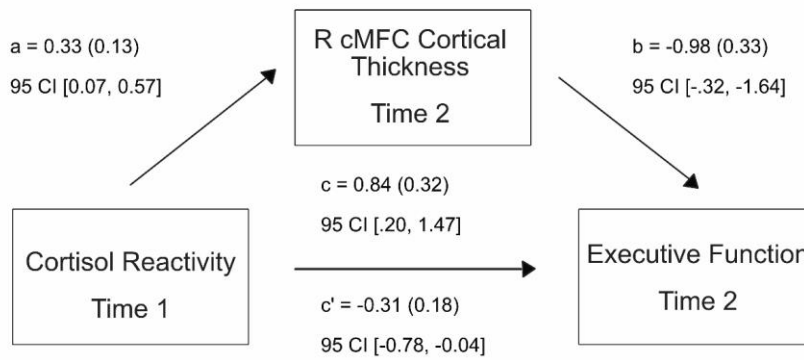 a = 0.33 (0.13)
95 CI [0.07, 0.57]
R cMFC Cortical
Thickness
Time 2
b = -0.98 (0.33)
95 CI [-.32, -1.64]
c = 0.84 (0.32)
95 CI [.20, 1.47]
Cortisol Reactivity
Time 1
Executive Function
Time 2
c' = -0.31 (0.18)
95 CI [-0.78, -0.04]